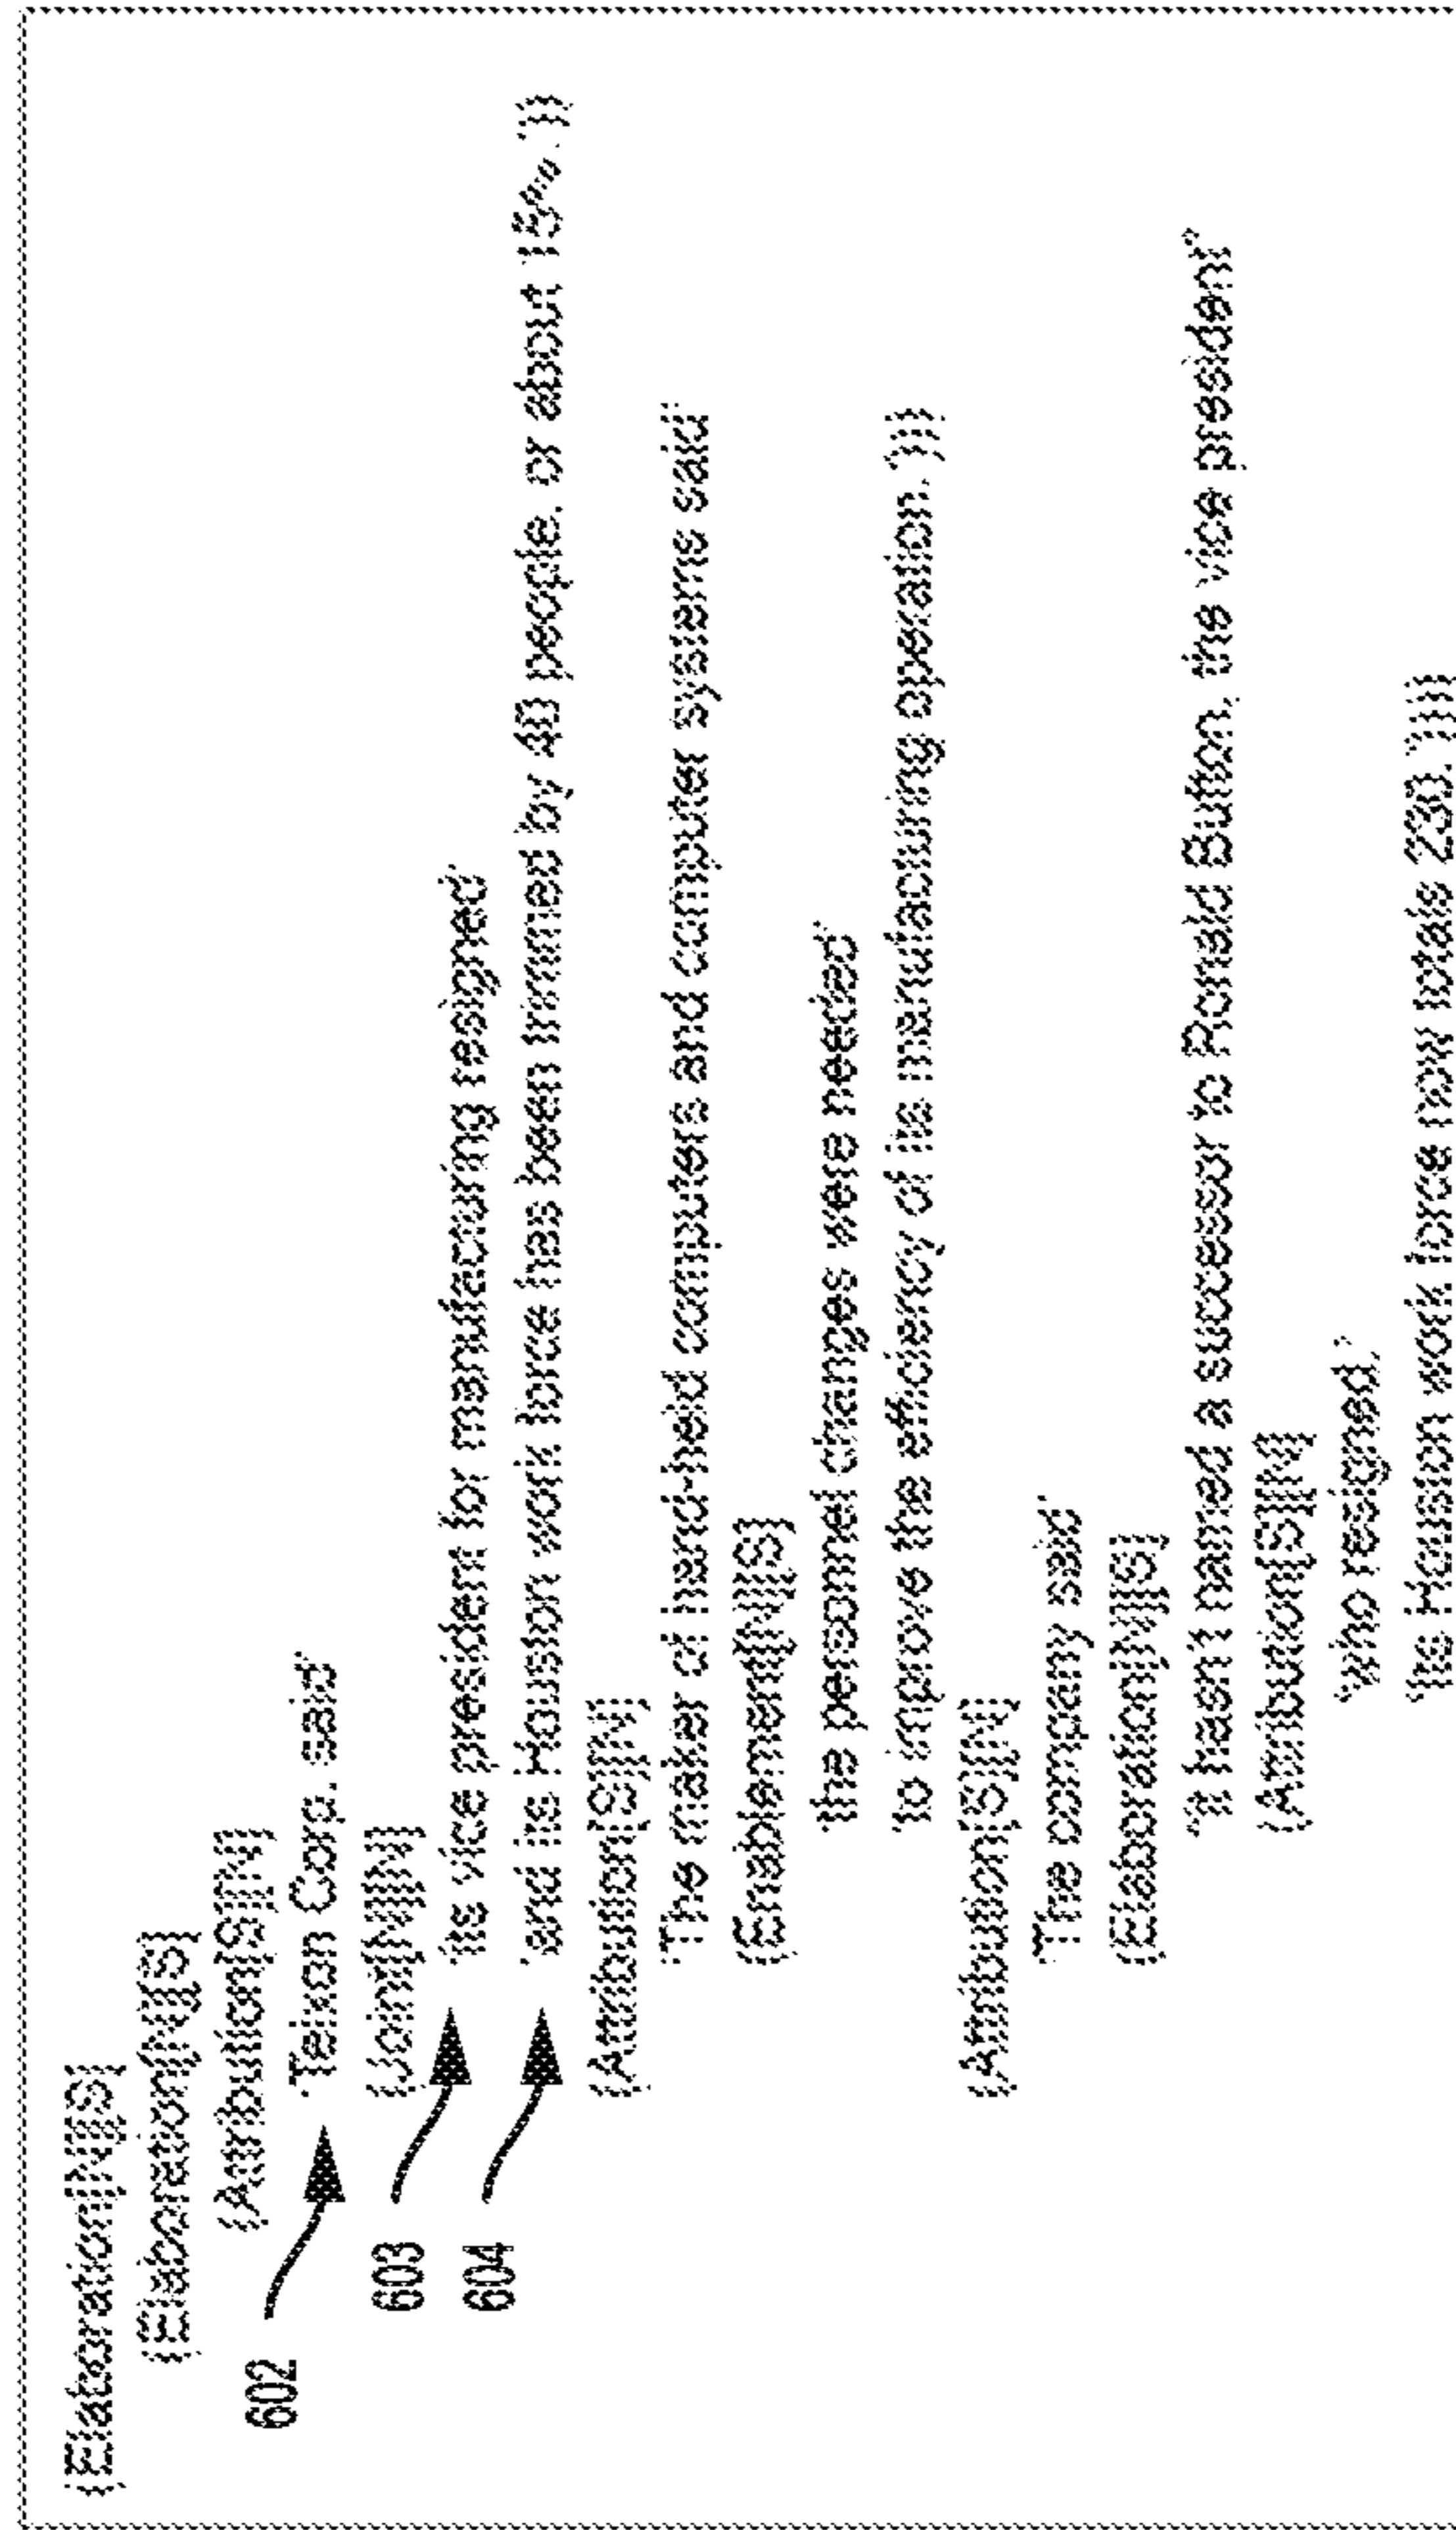 (Elaboration[N][S]
(Elaboration[N][S]
(Attribution[S][N]
602
'Telxon Corp. said'
(Joint[N][N]
603
'its vice president for manufacturing resigned'
604
'and its Houston work force has been trimmed by 40 people, or about 15%.'))
(Attribution[S][N]
'The maker of hand-held computers and computer systems said'
(Enablement[N][S]
'the personnel changes were needed'
'to improve the efficiency of its manufacturing operation.')))
(Attribution[S][N]
'The company said'
(Elaboration[N][S]
"it hasn't named a successor to Ronald Button, the vice president"
(Attribution[S][N]
'who resigned,'
'Its Houston work force now totals 230.'))))